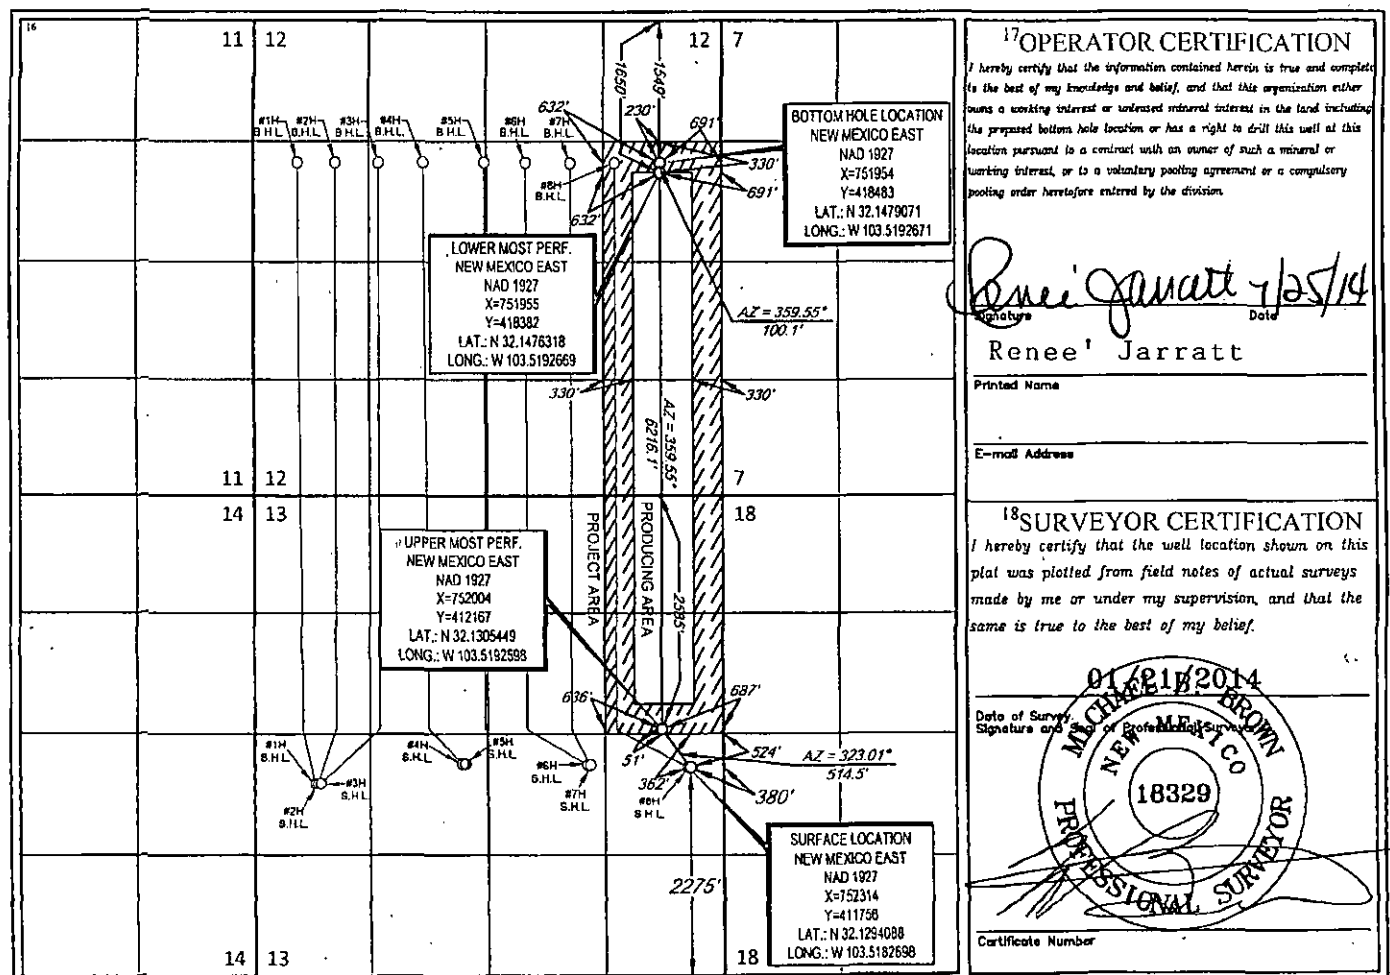 16
11 12
12 7
1650'
1549'
632'
230'
691'
#1H
B.H.L.
#2H
B.H.L.
#3H
B.H.L.
#4H
B.H.L.
#5H
B.H.L.
#6H
B.H.L.
#7H
B.H.L.
#8H
B.H.L.
330'
691'
632'
BOTTOM HOLE LOCATION
NEW MEXICO EAST
NAD 1927
X=751954
Y=418483
LAT.: N 32.1479071
LONG.: W 103.5192671
LOWER MOST PERF.
NEW MEXICO EAST
NAD 1927
X=751955
Y=418382
LAT.: N 32.1476318
LONG.: W 103.5192669
AZ = 359.55°
100.1'
330'
330'
AZ = 359.55°
6216.1'
11 12
7
14 13
18
PROJECT AREA
PRODUCING AREA
2585'
UPPER MOST PERF.
NEW MEXICO EAST
NAD 1927
X=752004
Y=412167
LAT.: N 32.1305449
LONG.: W 103.5192598
636'
687'
51'
362'
524'
380'
AZ = 323.01°
514.5'
#1H
S.H.L.
#2H
S.H.L.
#3H
S.H.L.
#4H
S.H.L.
#5H
S.H.L.
#6H
S.H.L.
#7H
S.H.L.
#8H
S.H.L.
2275'
SURFACE LOCATION
NEW MEXICO EAST
NAD 1927
X=752314
Y=411756
LAT.: N 32.1294088
LONG.: W 103.5182698
14 13
18
17 OPERATOR CERTIFICATION
I hereby certify that the information contained herein is true and complete
to the best of my knowledge and belief, and that this organization either
owns a working interest or unleased mineral interest in the land including
the proposed bottom hole location or has a right to drill this well at this
location pursuant to a contract with an owner of such a mineral or
working interest, or to a voluntary pooling agreement or a compulsory
pooling order heretofore entered by the division.
Renee' Jarratt 7/25/14
Signature Date
Renee' Jarratt
Printed Name
E-mail Address
18 SURVEYOR CERTIFICATION
I hereby certify that the well location shown on this
plat was plotted from field notes of actual surveys
made by me or under my supervision, and that the
same is true to the best of my belief.
01/21/2014
Date of Survey
Signature and Seal of Professional Surveyor
MICHAEL B. BROWN
NEW MEXICO
18329
PROFESSIONAL SURVEYOR
Certificate Number